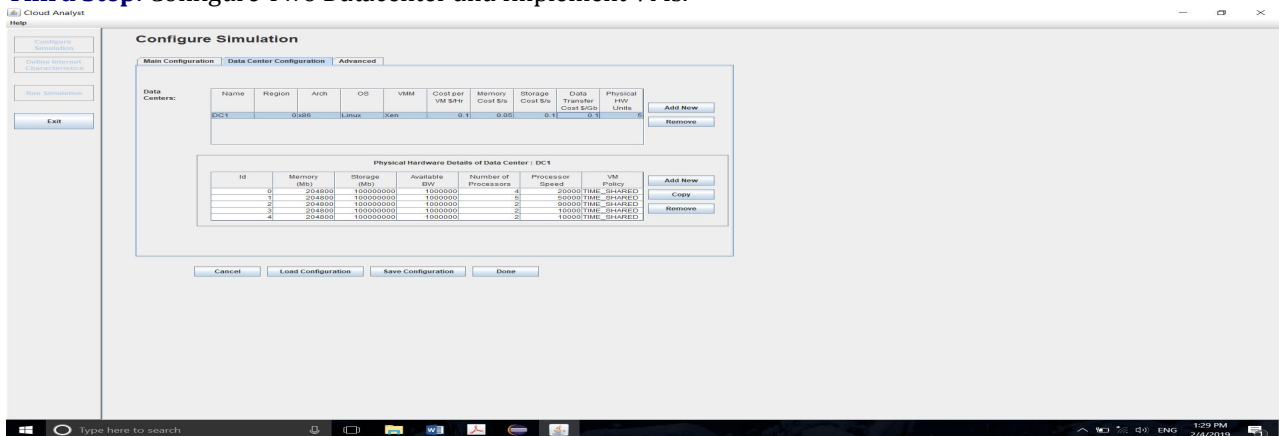 Third Step: Configure Two Datacenter and implement VMs.
Cloud Analyst
Help
Configure Simulation
Define Internet Characteristics
Run Simulation
Exit
Configure Simulation
Main Configuration Data Center Configuration Advanced
Data Centers:
Name Region Arch OS VMM Cost per VM $/Hr Memory Cost $/s Storage Cost $/s Data Transfer Cost $/Gb Physical HW Units
DC1 0 x86 Linux Xen 0.1 0.05 0.1 0.1 5
Add New
Remove
Physical Hardware Details of Data Center : DC1
Id Memory (Mb) Storage (Mb) Available BW Number of Processors Processor Speed VM Policy
0 204800 100000000 1000000 4 20000 TIME_SHARED
1 204800 100000000 1000000 5 50000 TIME_SHARED
2 204800 100000000 1000000 2 90000 TIME_SHARED
3 204800 100000000 1000000 2 10000 TIME_SHARED
4 204800 100000000 1000000 2 10000 TIME_SHARED
Add New
Copy
Remove
Cancel Load Configuration Save Configuration Done
Type here to search
ENG
1:29 PM
2/4/2019